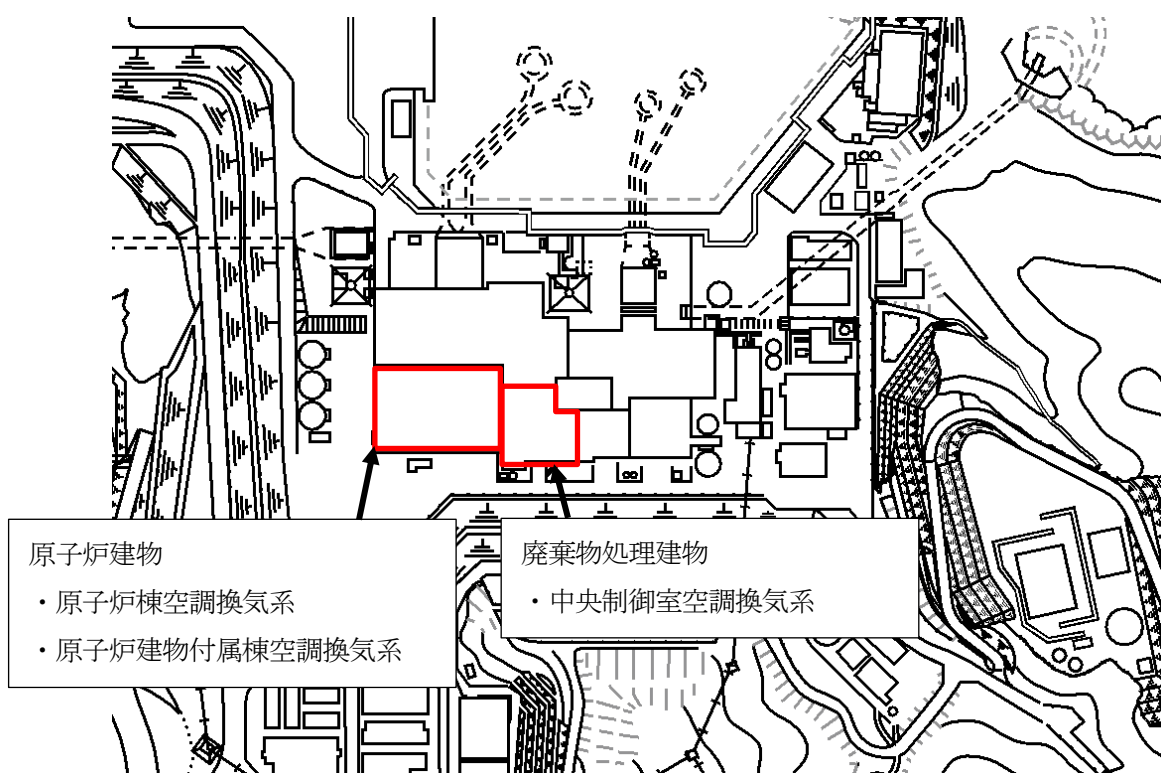 原子炉建物
・原子炉棟空調換気系
・原子炉建物付属棟空調換気系
廃棄物処理建物
・中央制御室空調換気系